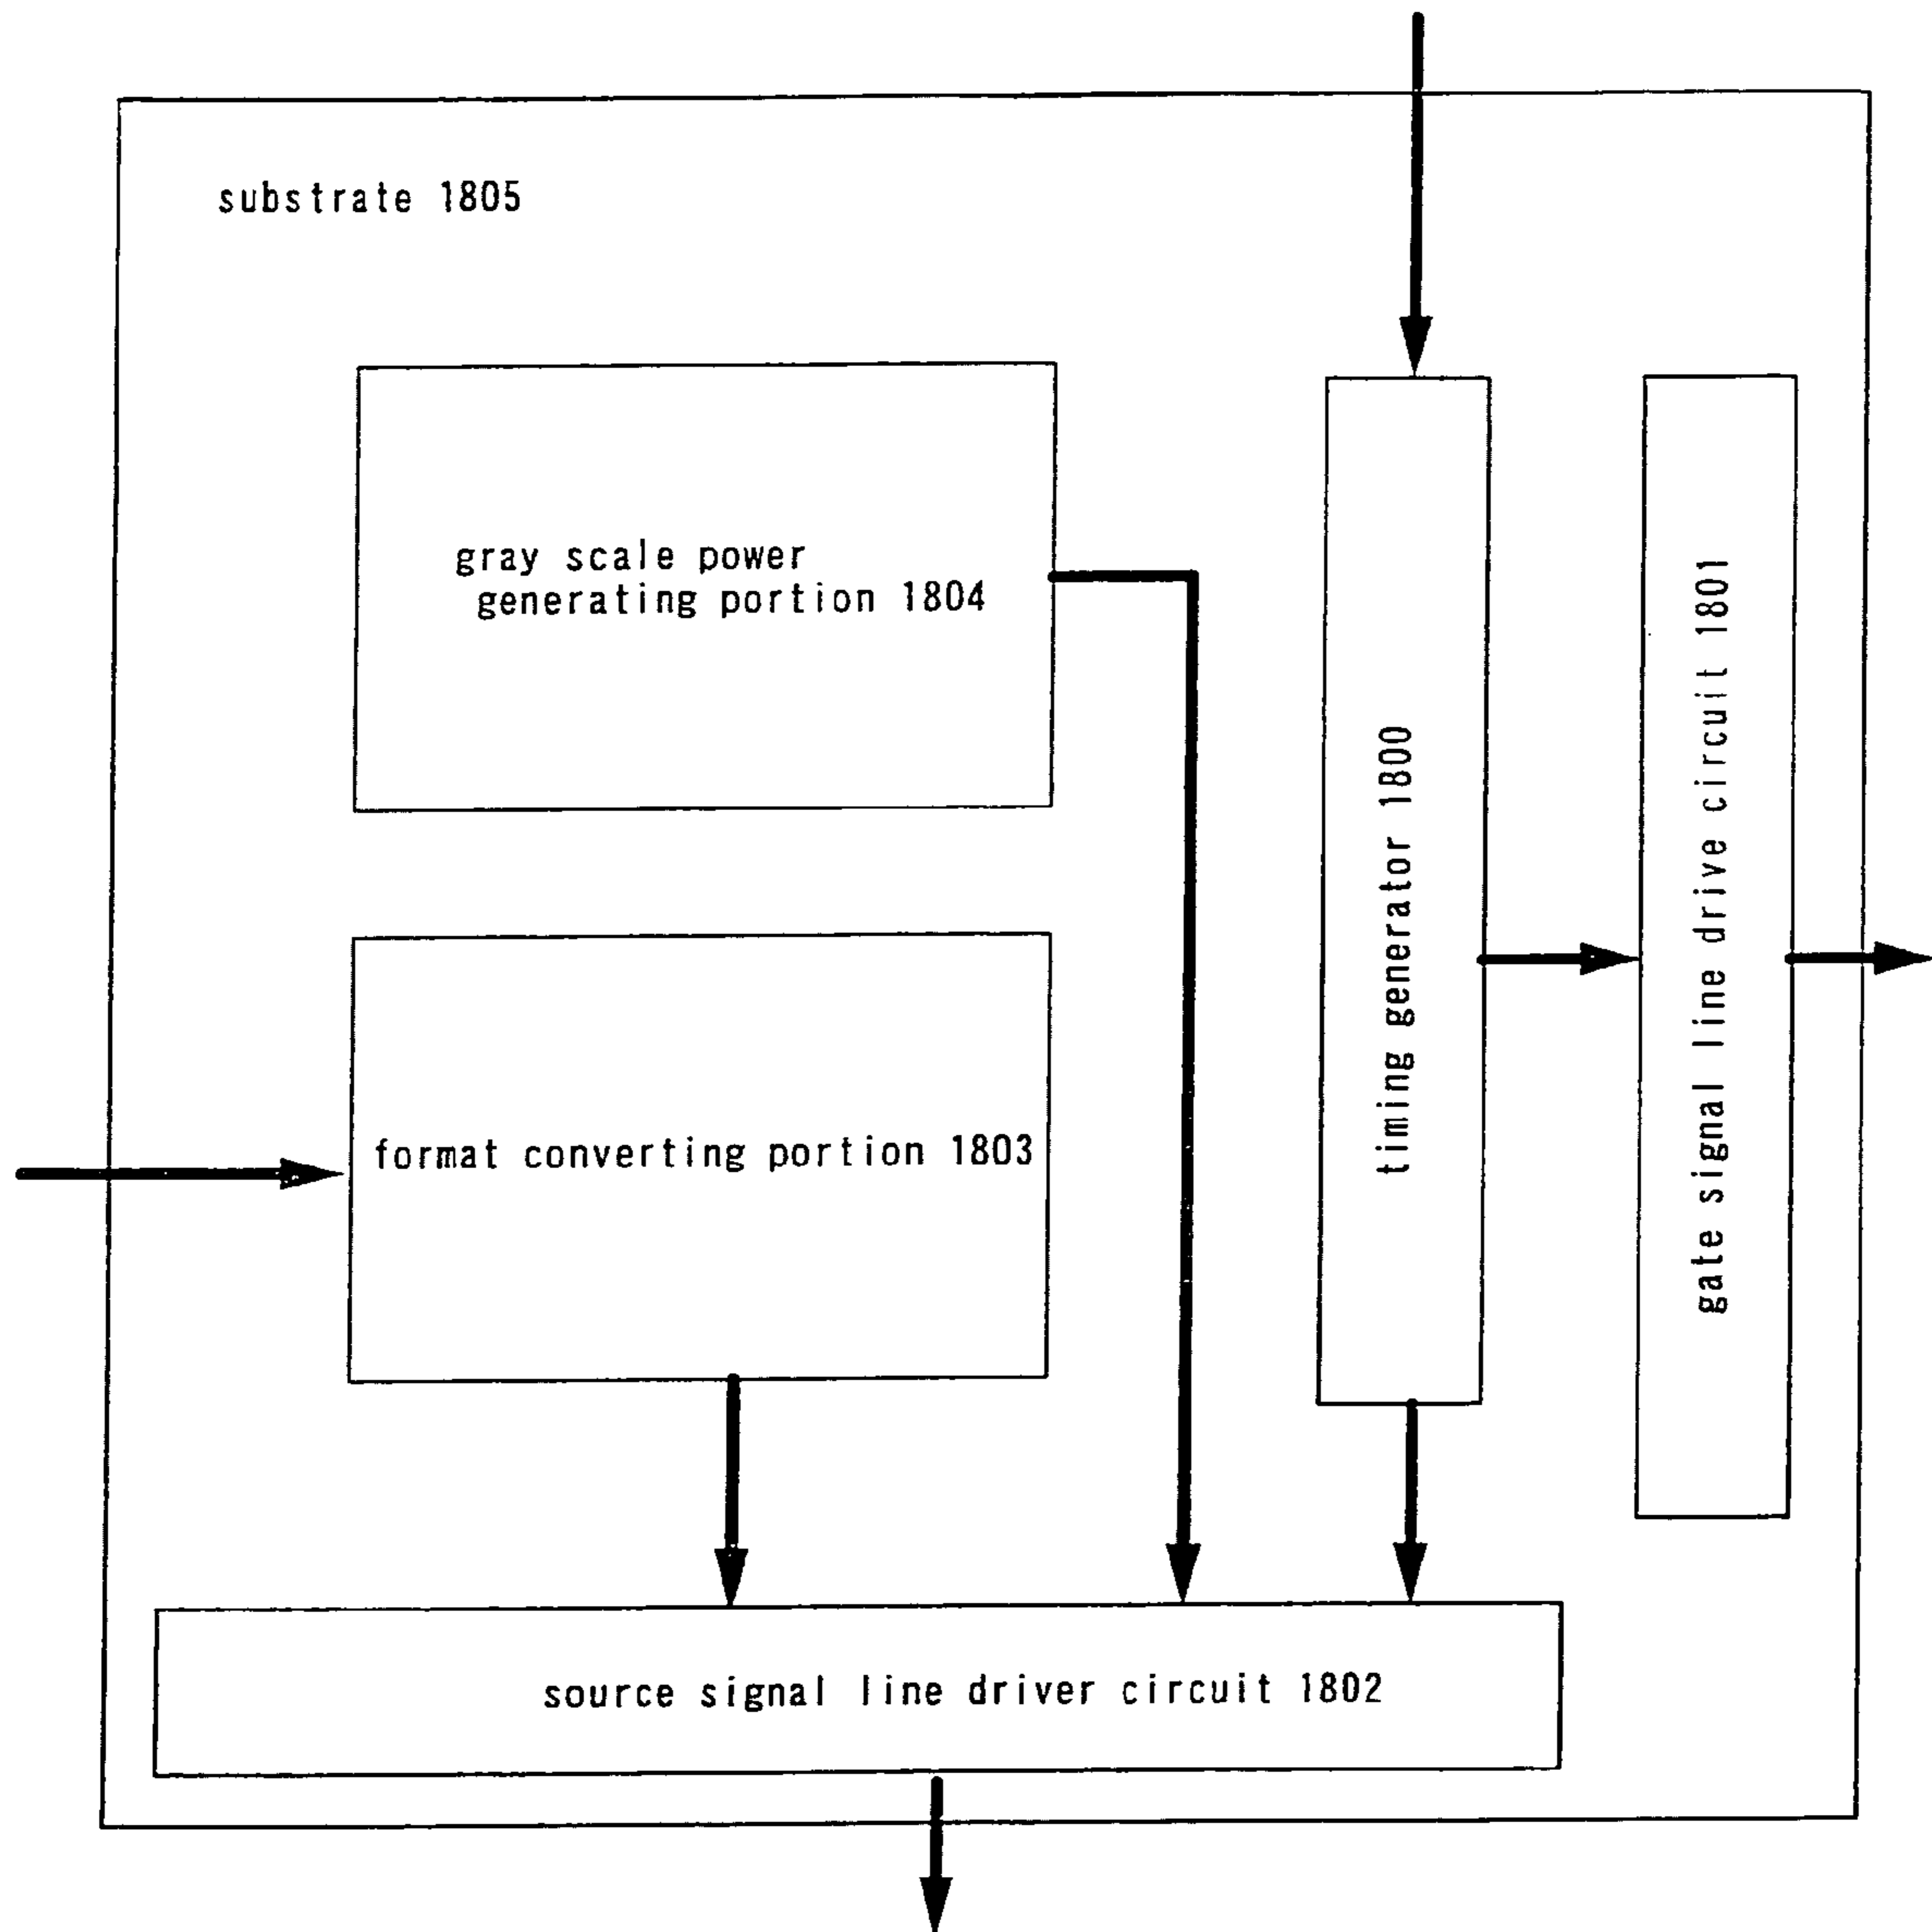 substrate 1805
gray scale power
generating portion 1804
timing generator 1800
gate signal line drive circuit 1801
format converting portion 1803
source signal line driver circuit 1802